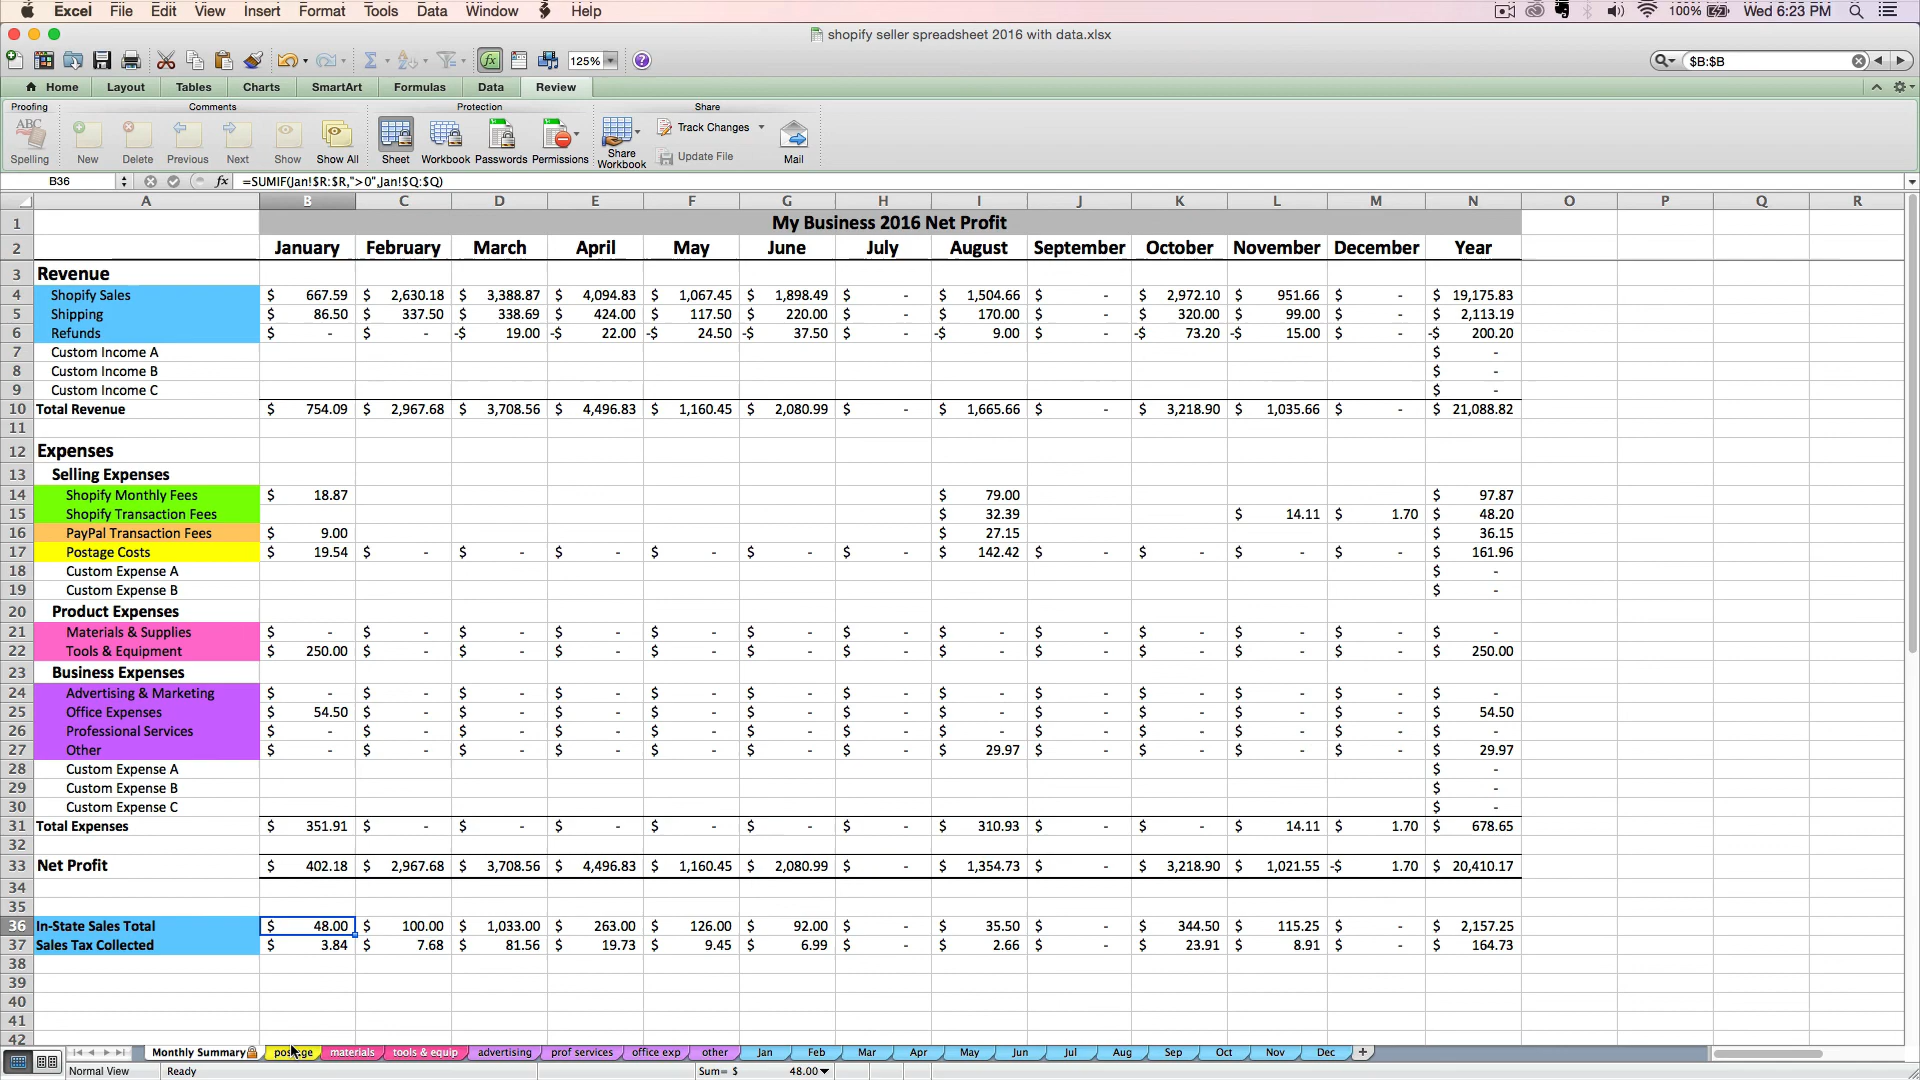 Excel File Edit View Insert Format Tools Data Window Help 100% Wed 6:23 PM
shopify seller spreadsheet 2016 with data.xlsx
125% $B:$B
Home Layout Tables Charts SmartArt Formulas Data Review
Proofing Comments Protection Share
ABC Track Changes
Update File
Spelling New Delete Previous Next Show Show All Sheet Workbook Passwords Permissions Share Workbook Mail
B36 fx =SUMIF(Jan!$R:$R,">0",Jan!$Q:$Q)
A B C D E F G H I J K L M N O P Q R
1 My Business 2016 Net Profit
2 January February March April May June July August September October November December Year
3 Revenue
4 Shopify Sales $ 667.59 $ 2,630.18 $ 3,388.87 $ 4,094.83 $ 1,067.45 $ 1,898.49 $ - $ 1,504.66 $ - $ 2,972.10 $ 951.66 $ - $ 19,175.83
5 Shipping $ 86.50 $ 337.50 $ 338.69 $ 424.00 $ 117.50 $ 220.00 $ - $ 170.00 $ - $ 320.00 $ 99.00 $ - $ 2,113.19
6 Refunds $ - $ - -$ 19.00 -$ 22.00 -$ 24.50 -$ 37.50 $ - -$ 9.00 $ - -$ 73.20 -$ 15.00 $ - -$ 200.20
7 Custom Income A $ -
8 Custom Income B $ -
9 Custom Income C $ -
10 Total Revenue $ 754.09 $ 2,967.68 $ 3,708.56 $ 4,496.83 $ 1,160.45 $ 2,080.99 $ - $ 1,665.66 $ - $ 3,218.90 $ 1,035.66 $ - $ 21,088.82
11
12 Expenses
13 Selling Expenses
14 Shopify Monthly Fees $ 18.87 $ 79.00 $ 97.87
15 Shopify Transaction Fees $ 32.39 $ 14.11 $ 1.70 $ 48.20
16 PayPal Transaction Fees $ 9.00 $ 27.15 $ 36.15
17 Postage Costs $ 19.54 $ - $ - $ - $ - $ - $ - $ 142.42 $ - $ - $ - $ - $ 161.96
18 Custom Expense A $ -
19 Custom Expense B $ -
20 Product Expenses
21 Materials & Supplies $ - $ - $ - $ - $ - $ - $ - $ - $ - $ - $ - $ - $ -
22 Tools & Equipment $ 250.00 $ - $ - $ - $ - $ - $ - $ - $ - $ - $ - $ - $ 250.00
23 Business Expenses
24 Advertising & Marketing $ - $ - $ - $ - $ - $ - $ - $ - $ - $ - $ - $ - $ -
25 Office Expenses $ 54.50 $ - $ - $ - $ - $ - $ - $ - $ - $ - $ - $ - $ 54.50
26 Professional Services $ - $ - $ - $ - $ - $ - $ - $ - $ - $ - $ - $ - $ -
27 Other $ - $ - $ - $ - $ - $ - $ - $ 29.97 $ - $ - $ - $ - $ 29.97
28 Custom Expense A $ -
29 Custom Expense B $ -
30 Custom Expense C $ -
31 Total Expenses $ 351.91 $ - $ - $ - $ - $ - $ - $ 310.93 $ - $ - $ 14.11 $ 1.70 $ 678.65
32
33 Net Profit $ 402.18 $ 2,967.68 $ 3,708.56 $ 4,496.83 $ 1,160.45 $ 2,080.99 $ - $ 1,354.73 $ - $ 3,218.90 $ 1,021.55 -$ 1.70 $ 20,410.17
34
35
36 In-State Sales Total $ 48.00 $ 100.00 $ 1,033.00 $ 263.00 $ 126.00 $ 92.00 $ - $ 35.50 $ - $ 344.50 $ 115.25 $ - $ 2,157.25
37 Sales Tax Collected $ 3.84 $ 7.68 $ 81.56 $ 19.73 $ 9.45 $ 6.99 $ - $ 2.66 $ - $ 23.91 $ 8.91 $ - $ 164.73
38
39
40
41
42
Monthly Summary materials tools & equip advertising prof services office exp other Jan Feb Mar Apr May Jun Jul Aug Sep Oct Nov Dec +
Normal View Ready Sum= $ 48.00